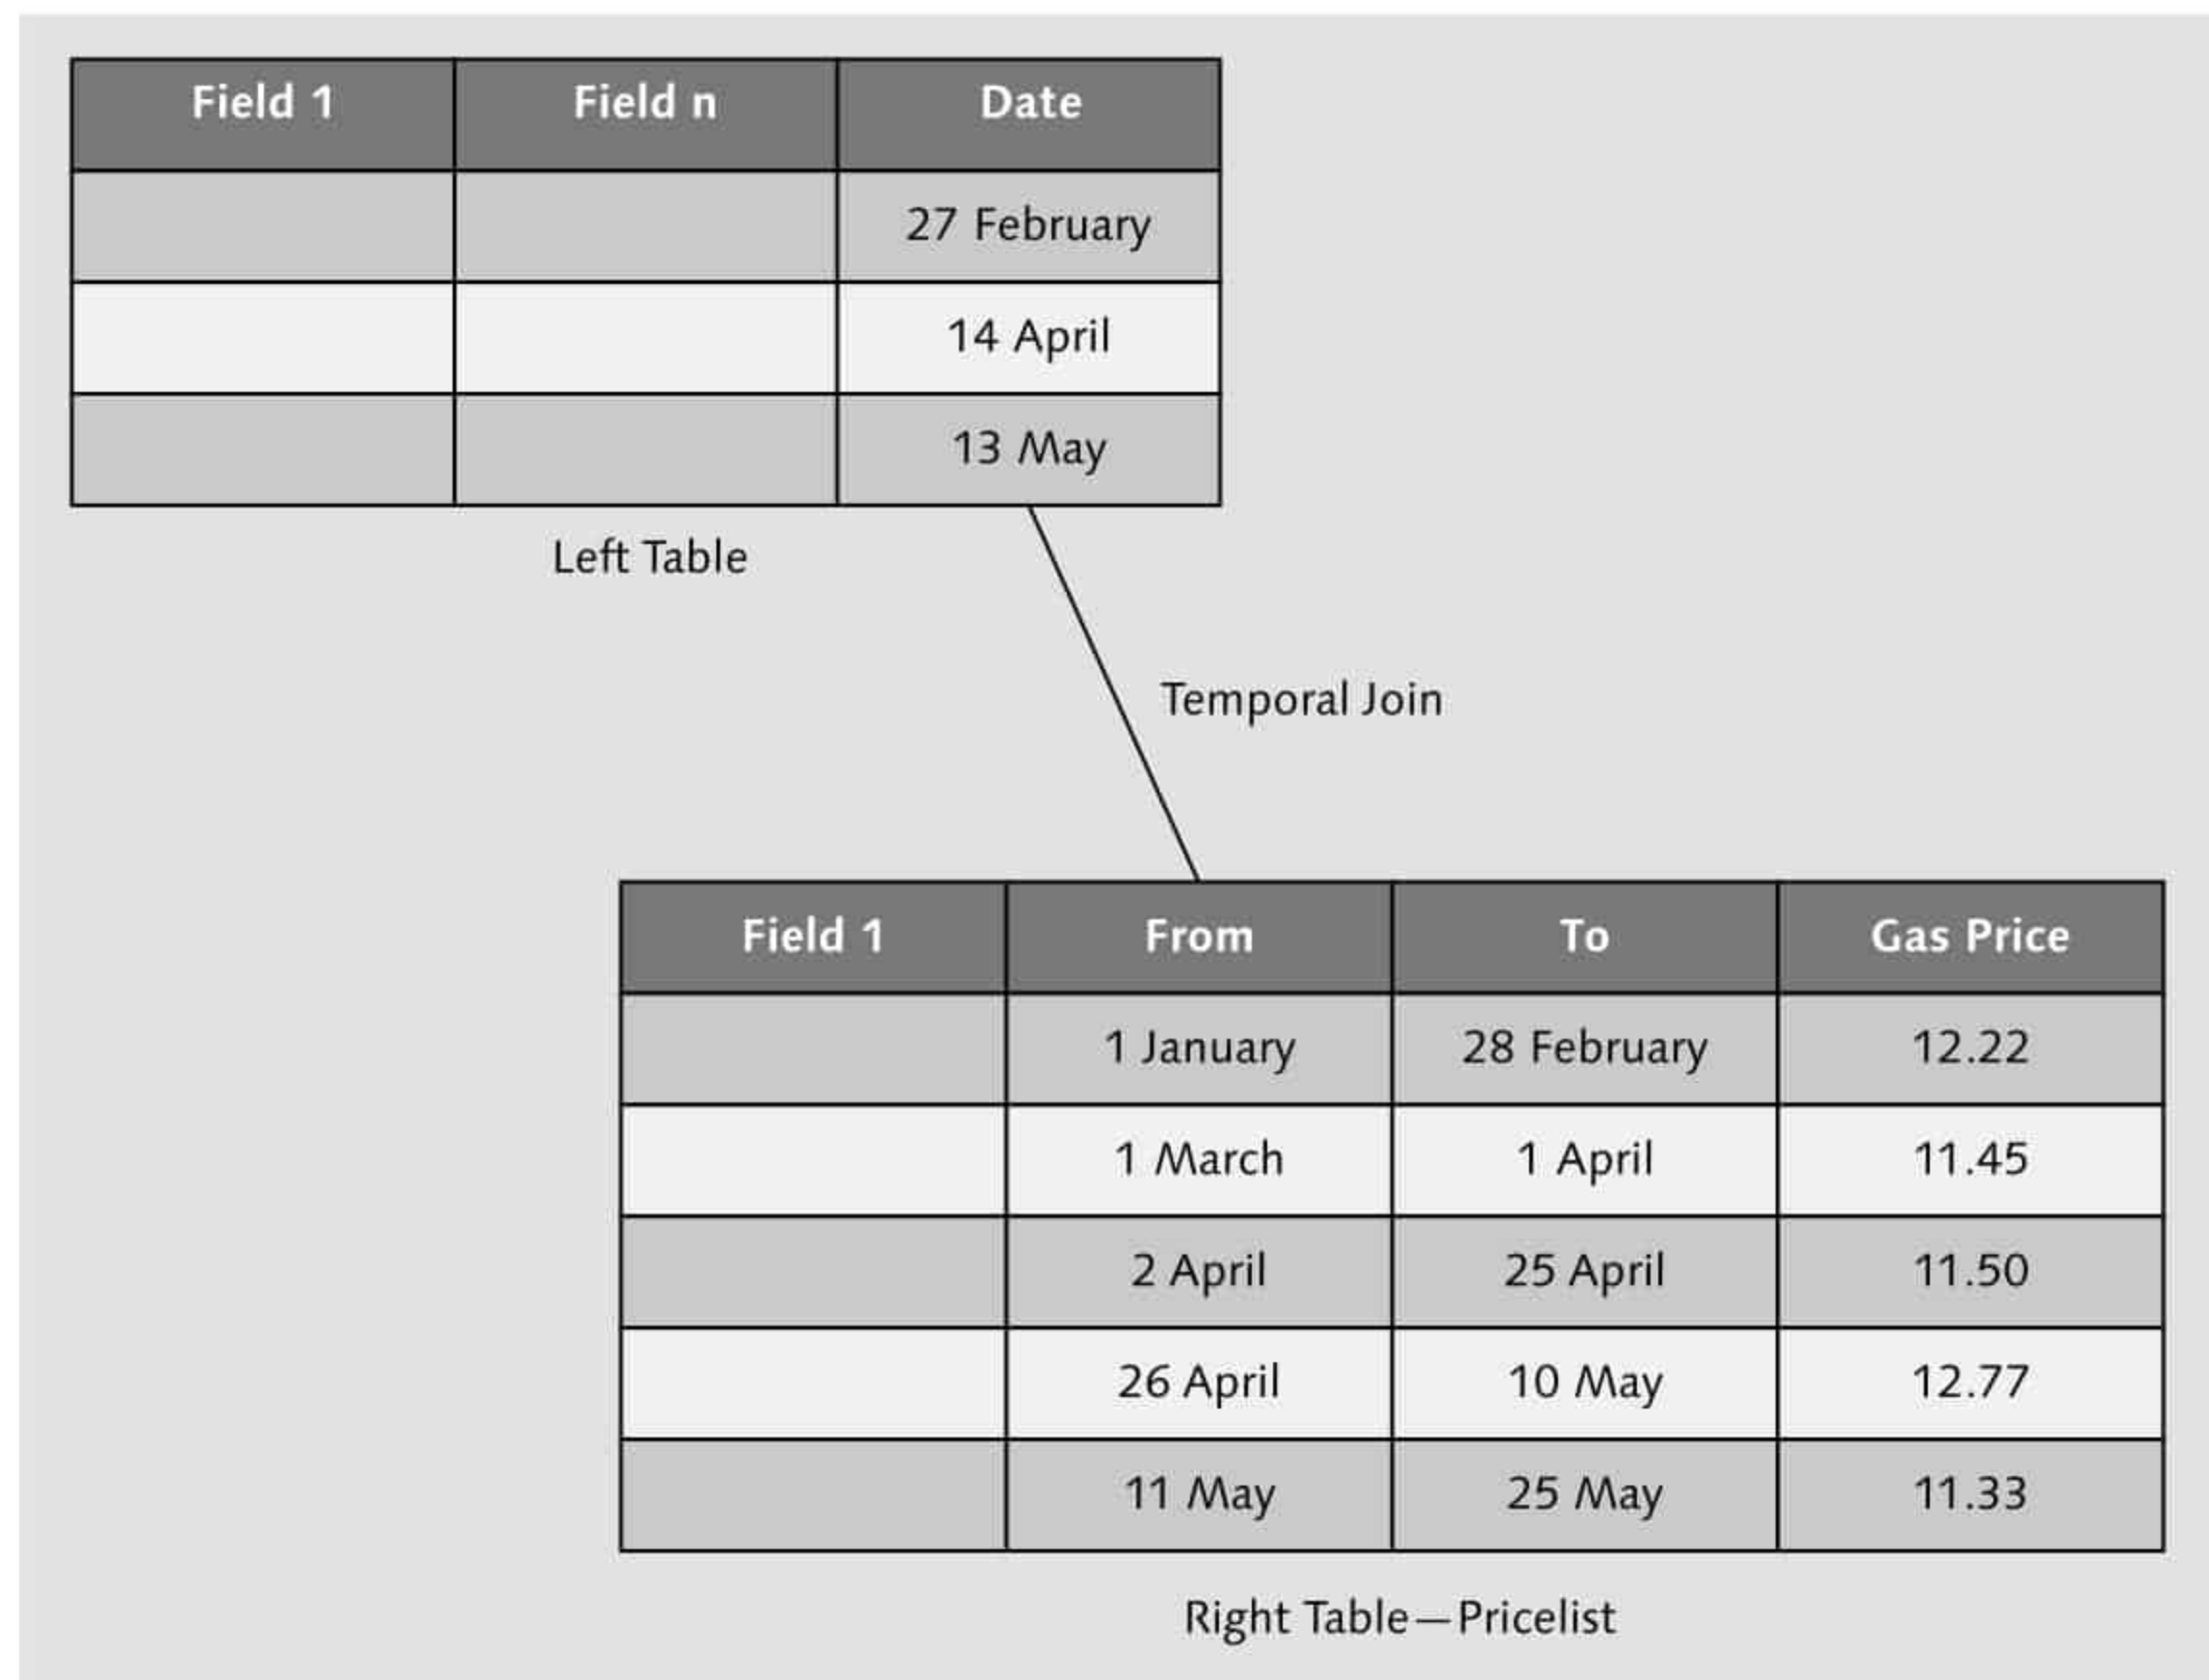 Field 1 Field n Date
27 February
14 April
13 May
Left Table
Temporal Join
Field 1 From To Gas Price
1 January 28 February 12.22
1 March 1 April 11.45
2 April 25 April 11.50
26 April 10 May 12.77
11 May 25 May 11.33
Right Table—Pricelist